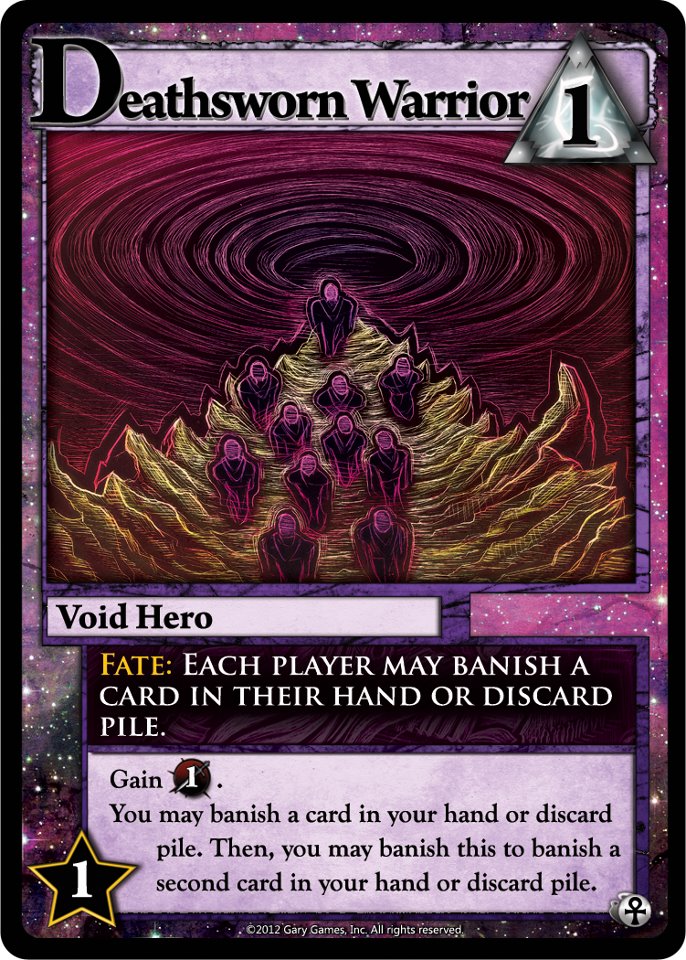 Deathsworn Warrior
1
Void Hero
FATE: EACH PLAYER MAY BANISH A
CARD IN THEIR HAND OR DISCARD
PILE.
Gain 1 .
You may banish a card in your hand or discard
pile. Then, you may banish this to banish a
second card in your hand or discard pile.
1
©2012 Gary Games, Inc. All rights reserved.